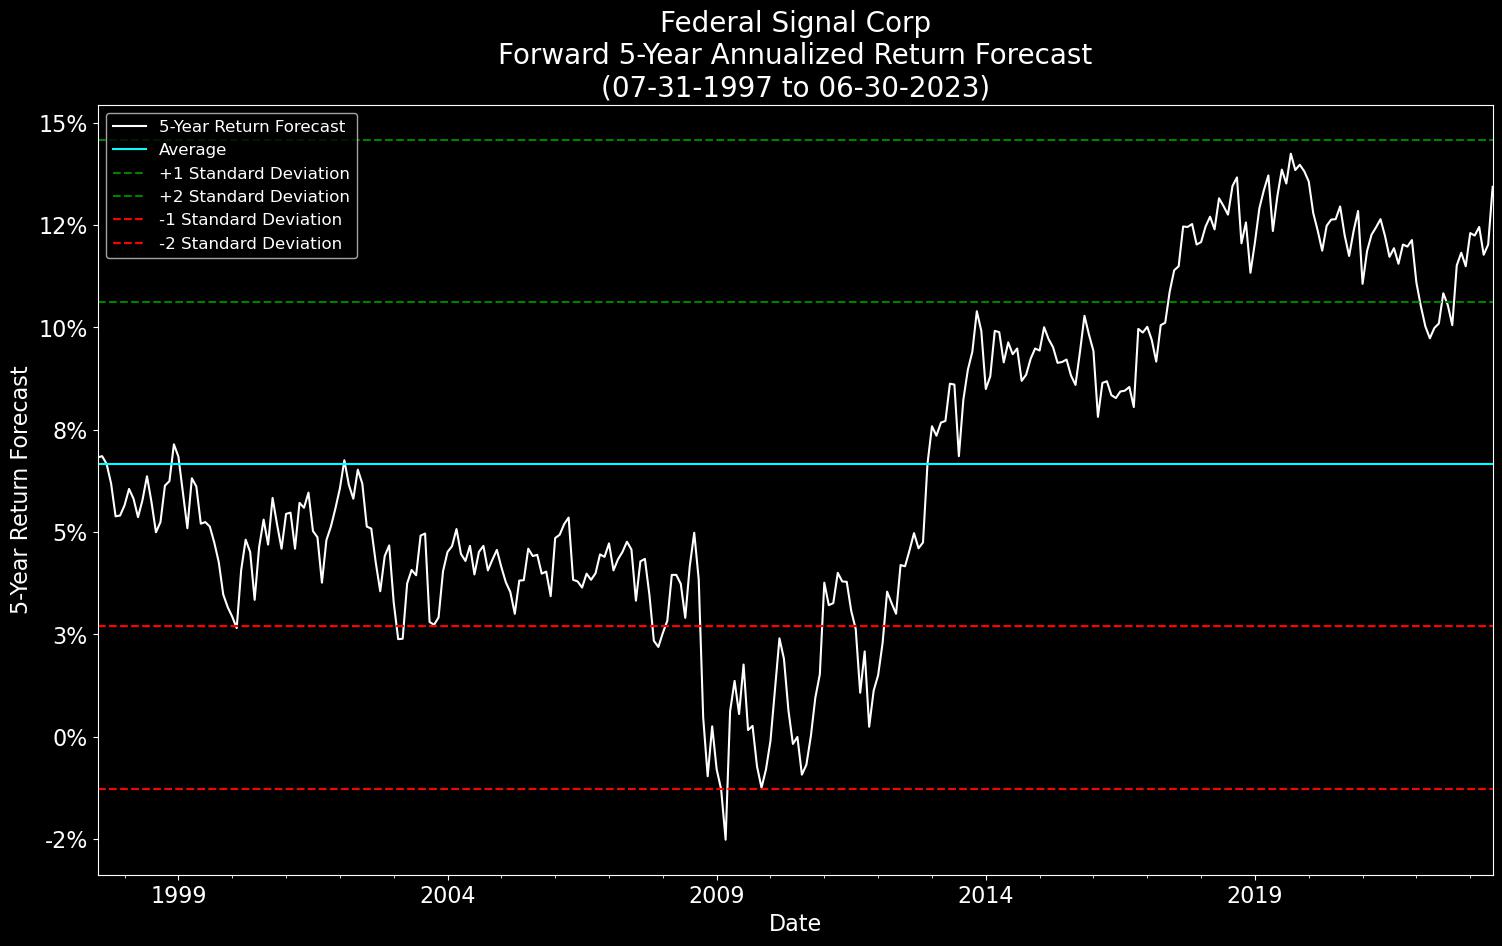 Federal Signal Corp
Forward 5-Year Annualized Return Forecast
(07-31-1997 to 06-30-2023)
5-Year Return Forecast
Average
+1 Standard Deviation
+2 Standard Deviation
-1 Standard Deviation
-2 Standard Deviation
15%
12%
10%
8%
5%
3%
0%
-2%
5-Year Return Forecast
1999
2004
2009
2014
2019
Date